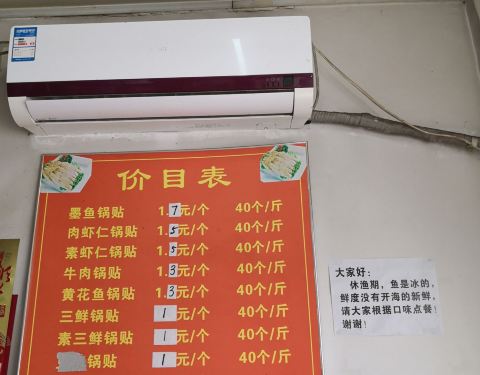 价目表
墨鱼锅贴 1.7元/个 40个/斤
肉虾仁锅贴 1.5元/个 40个/斤
素虾仁锅贴 1.5元/个 40个/斤
牛肉锅贴 1.3元/个 40个/斤
黄花鱼锅贴 1.3元/个 40个/斤
三鲜锅贴 1元/个 40个/斤
素三鲜锅贴 1元/个 40个/斤
锅贴 1元/个 40个/斤
大家好:
休渔期,鱼是冰的,
鲜度没有开海的新鲜,
请大家根据口味点餐!
谢谢!